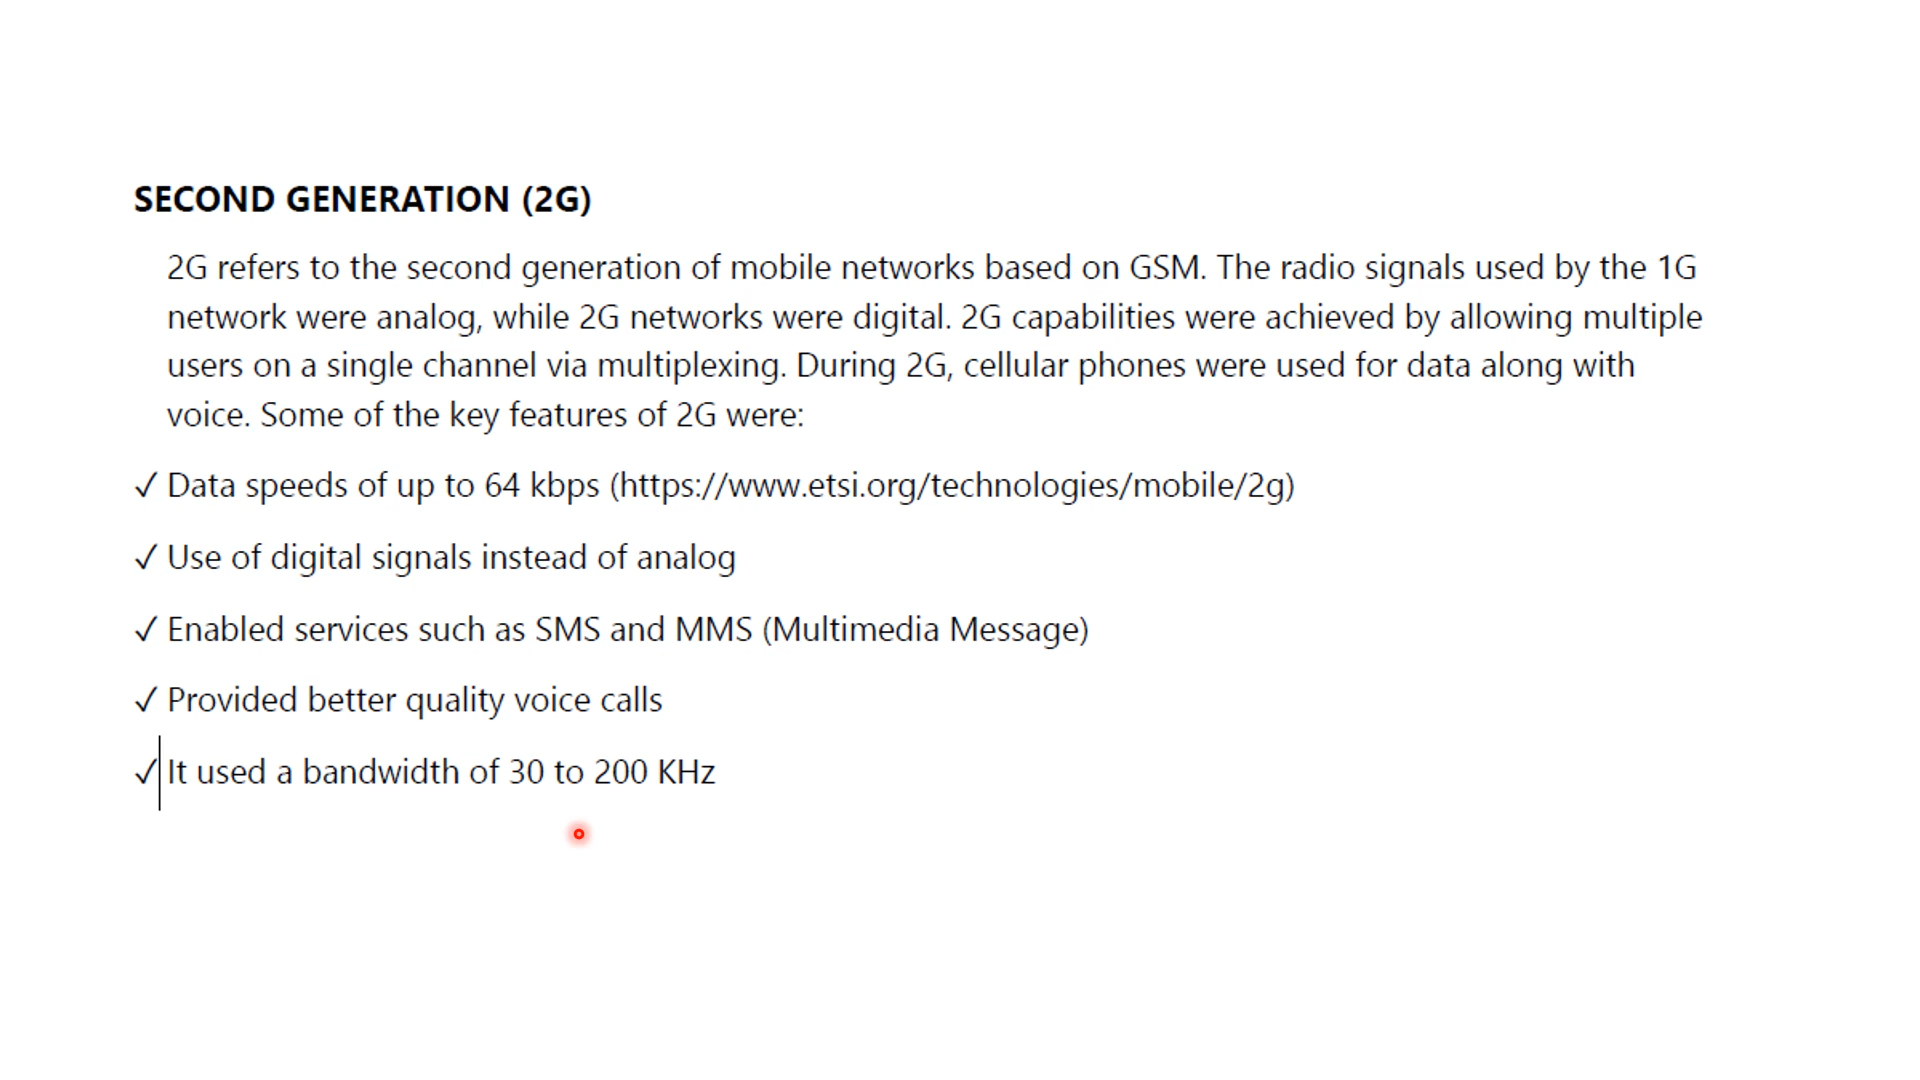 SECOND GENERATION (2G)
2G refers to the second generation of mobile networks based on GSM. The radio signals used by the 1G
network were analog, while 2G networks were digital. 2G capabilities were achieved by allowing multiple
users on a single channel via multiplexing. During 2G, cellular phones were used for data along with
voice. Some of the key features of 2G were:
✓ Data speeds of up to 64 kbps (https://www.etsi.org/technologies/mobile/2g)
✓ Use of digital signals instead of analog
✓ Enabled services such as SMS and MMS (Multimedia Message)
✓ Provided better quality voice calls
✓ It used a bandwidth of 30 to 200 KHz